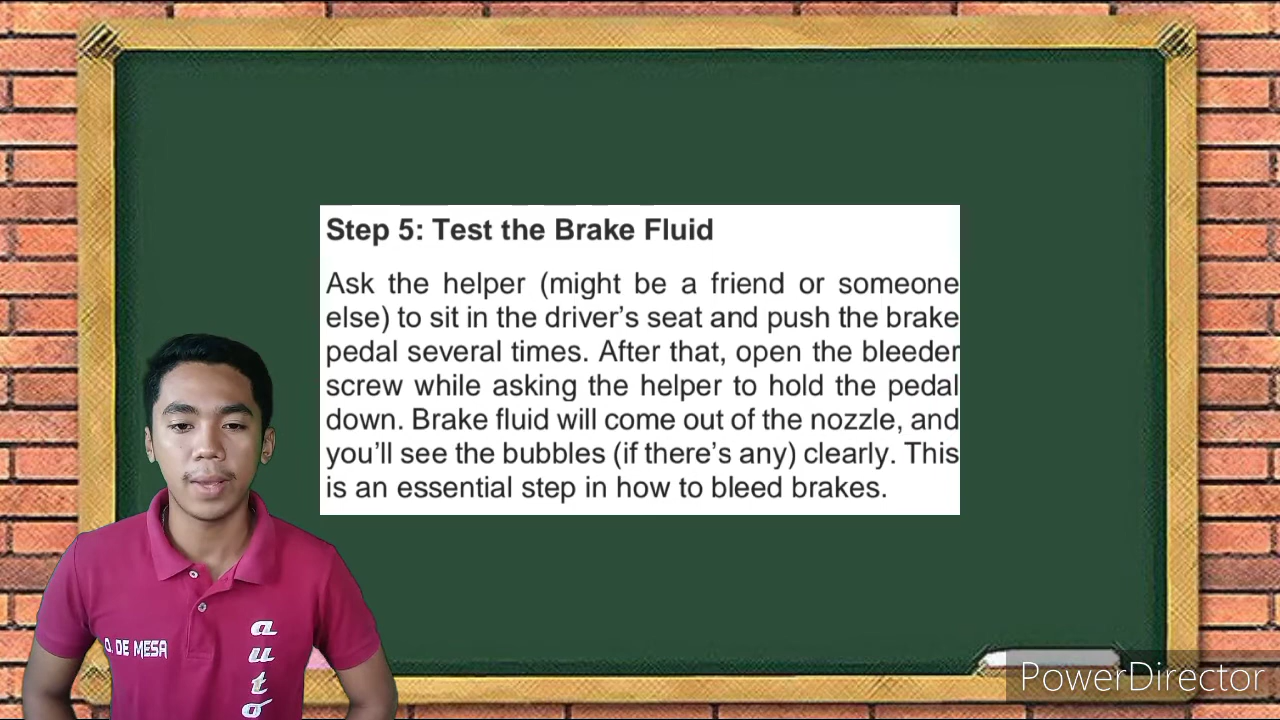 Step 5: Test the Brake Fluid
Ask the helper (might be a friend or someone
else) to sit in the driver's seat and push the brake
pedal several times. After that, open the bleeder
screw while asking the helper to hold the pedal
down. Brake fluid will come out of the nozzle, and
you'll see the bubbles (if there's any) clearly. This
is an essential step in how to bleed brakes.
O. DE MESA
auto
PowerDirector